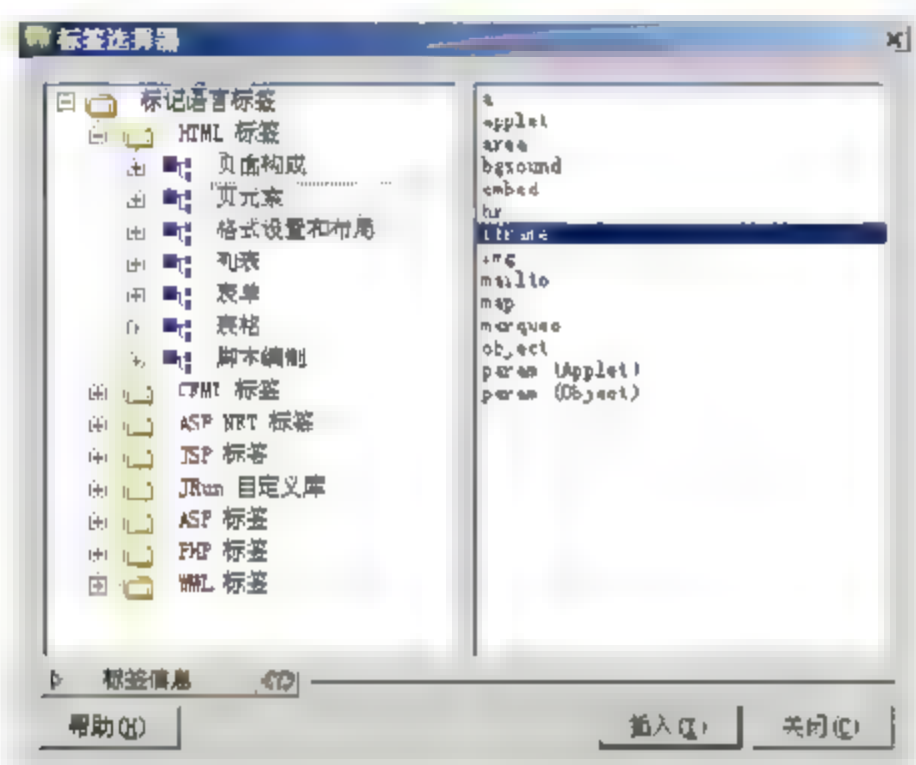 标签选择器
标记语言标签
HTML 标签
页面构成
页元素
格式设置和布局
列表
表单
表格
脚本编制
CFML 标签
ASP NET 标签
JSP 标签
JRun 自定义库
ASP 标签
PHP 标签
WML 标签
a
applet
area
bgsound
embed
hr
iframe
img
mailto
map
marquee
object
param (Applet)
param (Object)
标签信息
帮助(H)
插入(I)
关闭(C)